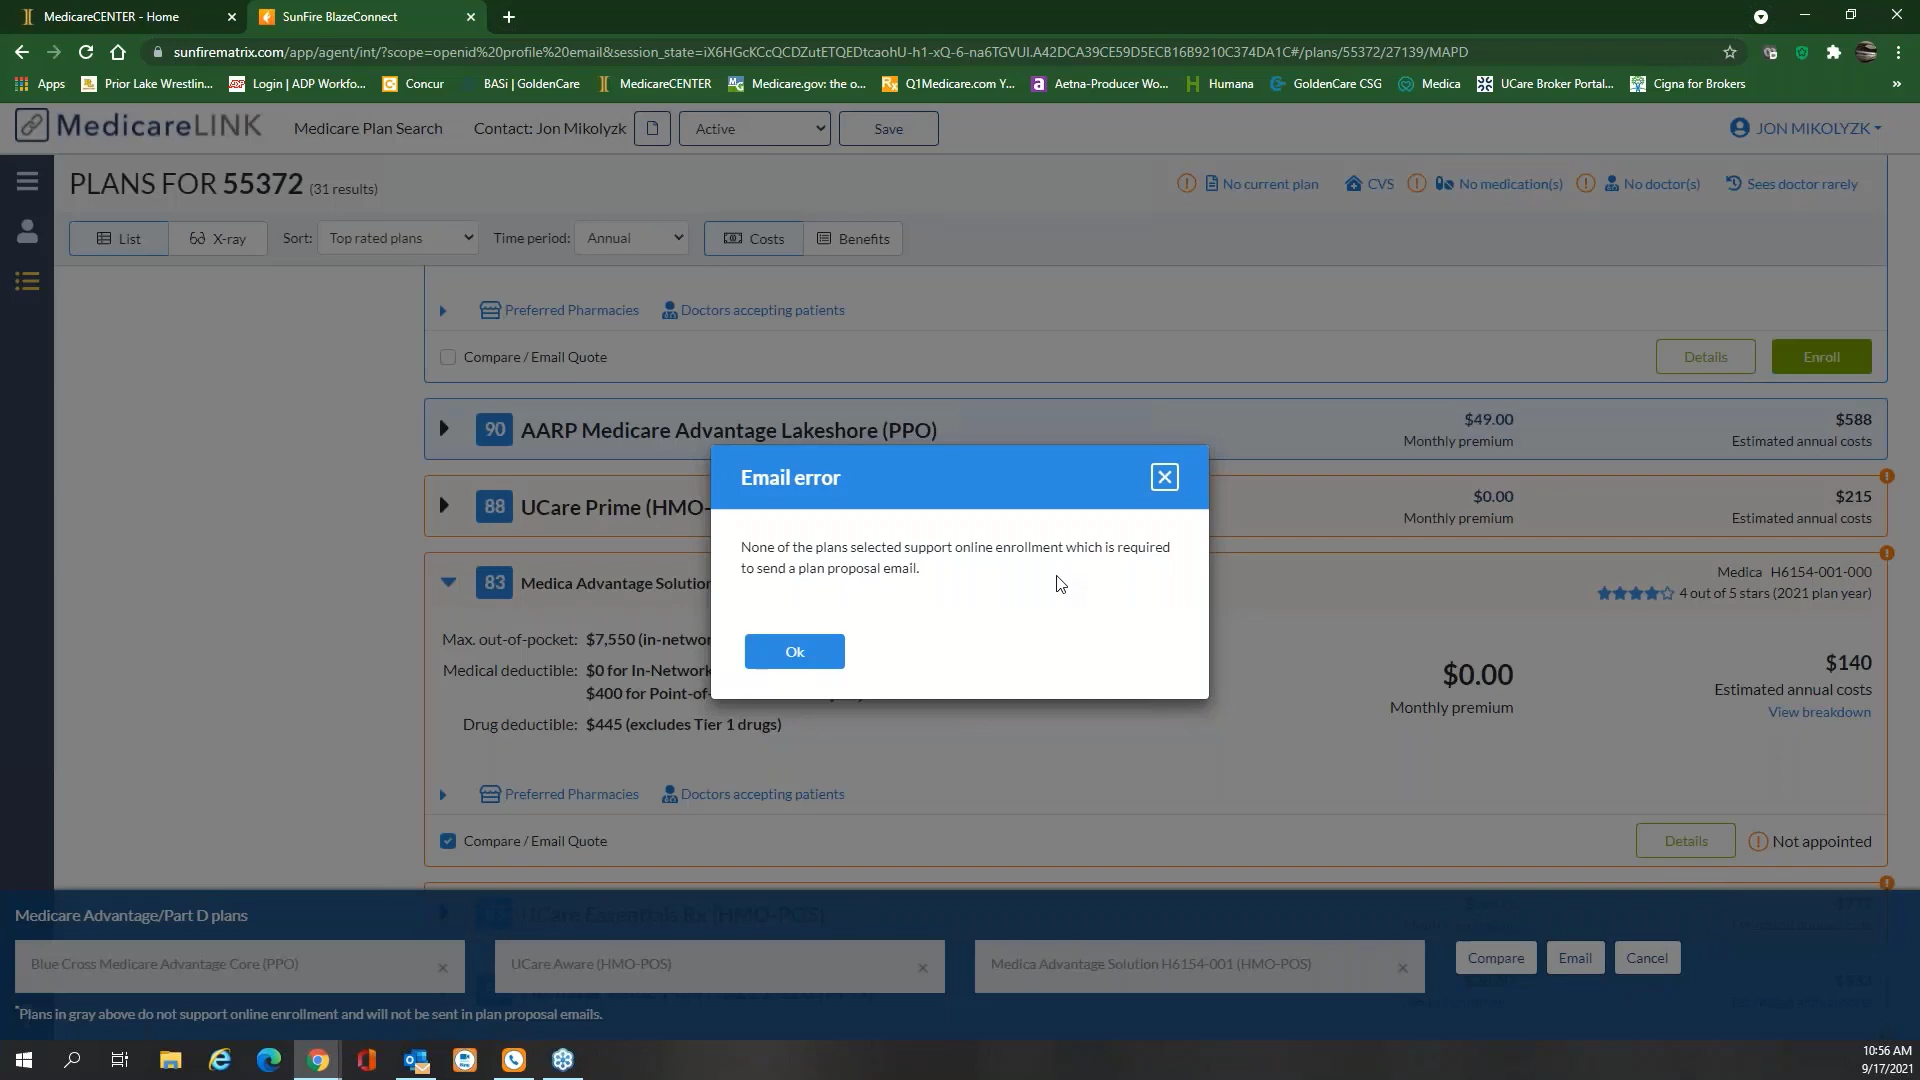 MedicareCENTER - Home
SunFire BlazeConnect
sunfirematrix.com/app/agent/int/?scope=openid%20profile%20email&session_state=iX6HGcKCcQCDZutETQEDtcaohU-h1-xQ-6-na6TGVUI.A42DCA39CE59D5ECB16B9210C374DA1C#/plans/55372/27139/MAPD
Apps Prior Lake Wrestlin... Login | ADP Workfo... Concur BASi | GoldenCare MedicareCENTER Medicare.gov: the o... Q1Medicare.com Y... Aetna-Producer Wo... Humana GoldenCare CSG Medica UCare Broker Portal... Cigna for Brokers »
MedicareLINK Medicare Plan Search Contact: Jon Mikolyzk Active Save JON MIKOLYZK
PLANS FOR 55372 (31 results) No current plan CVS No medication(s) No doctor(s) Sees doctor rarely
List X-ray Sort: Top rated plans Time period: Annual Costs Benefits
Preferred Pharmacies Doctors accepting patients
Compare / Email Quote Details Enroll
90 AARP Medicare Advantage Lakeshore (PPO) $49.00 $588
Monthly premium Estimated annual costs
88 UCare Prime (HMO- $0.00 $215
Monthly premium Estimated annual costs
Email error
None of the plans selected support online enrollment which is required
to send a plan proposal email.
Ok
83 Medica Advantage Solution Medica H6154-001-000
4 out of 5 stars (2021 plan year)
Max. out-of-pocket: $7,550 (in-networ
Medical deductible: $0 for In-Network
$400 for Point-of-
Drug deductible: $445 (excludes Tier 1 drugs)
$0.00
Monthly premium
$140
Estimated annual costs
View breakdown
Preferred Pharmacies Doctors accepting patients
Compare / Email Quote Details Not appointed
UCare Essentials Rx (HMO-POS)
Medicare Advantage/Part D plans
Blue Cross Medicare Advantage Core (PPO) UCare Aware (HMO-POS) Medica Advantage Solution H6154-001 (HMO-POS) Compare Email Cancel
*Plans in gray above do not support online enrollment and will not be sent in plan proposal emails.
10:56 AM
9/17/2021